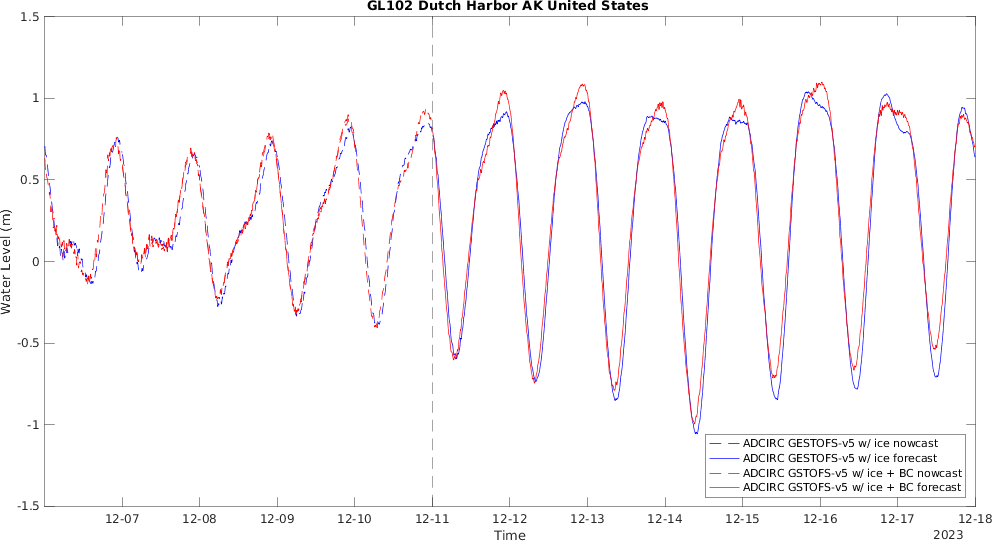 GL102 Dutch Harbor AK United States
1.5
1
0.5
0
-0.5
-1
-1.5
Water Level (m)
12-07 12-08 12-09 12-10 12-11 12-12 12-13 12-14 12-15 12-16 12-17 12-18
Time
2023
ADCIRC GESTOFS-v5 w/ ice nowcast
ADCIRC GESTOFS-v5 w/ ice forecast
ADCIRC GSTOFS-v5 w/ ice + BC nowcast
ADCIRC GSTOFS-v5 w/ ice + BC forecast